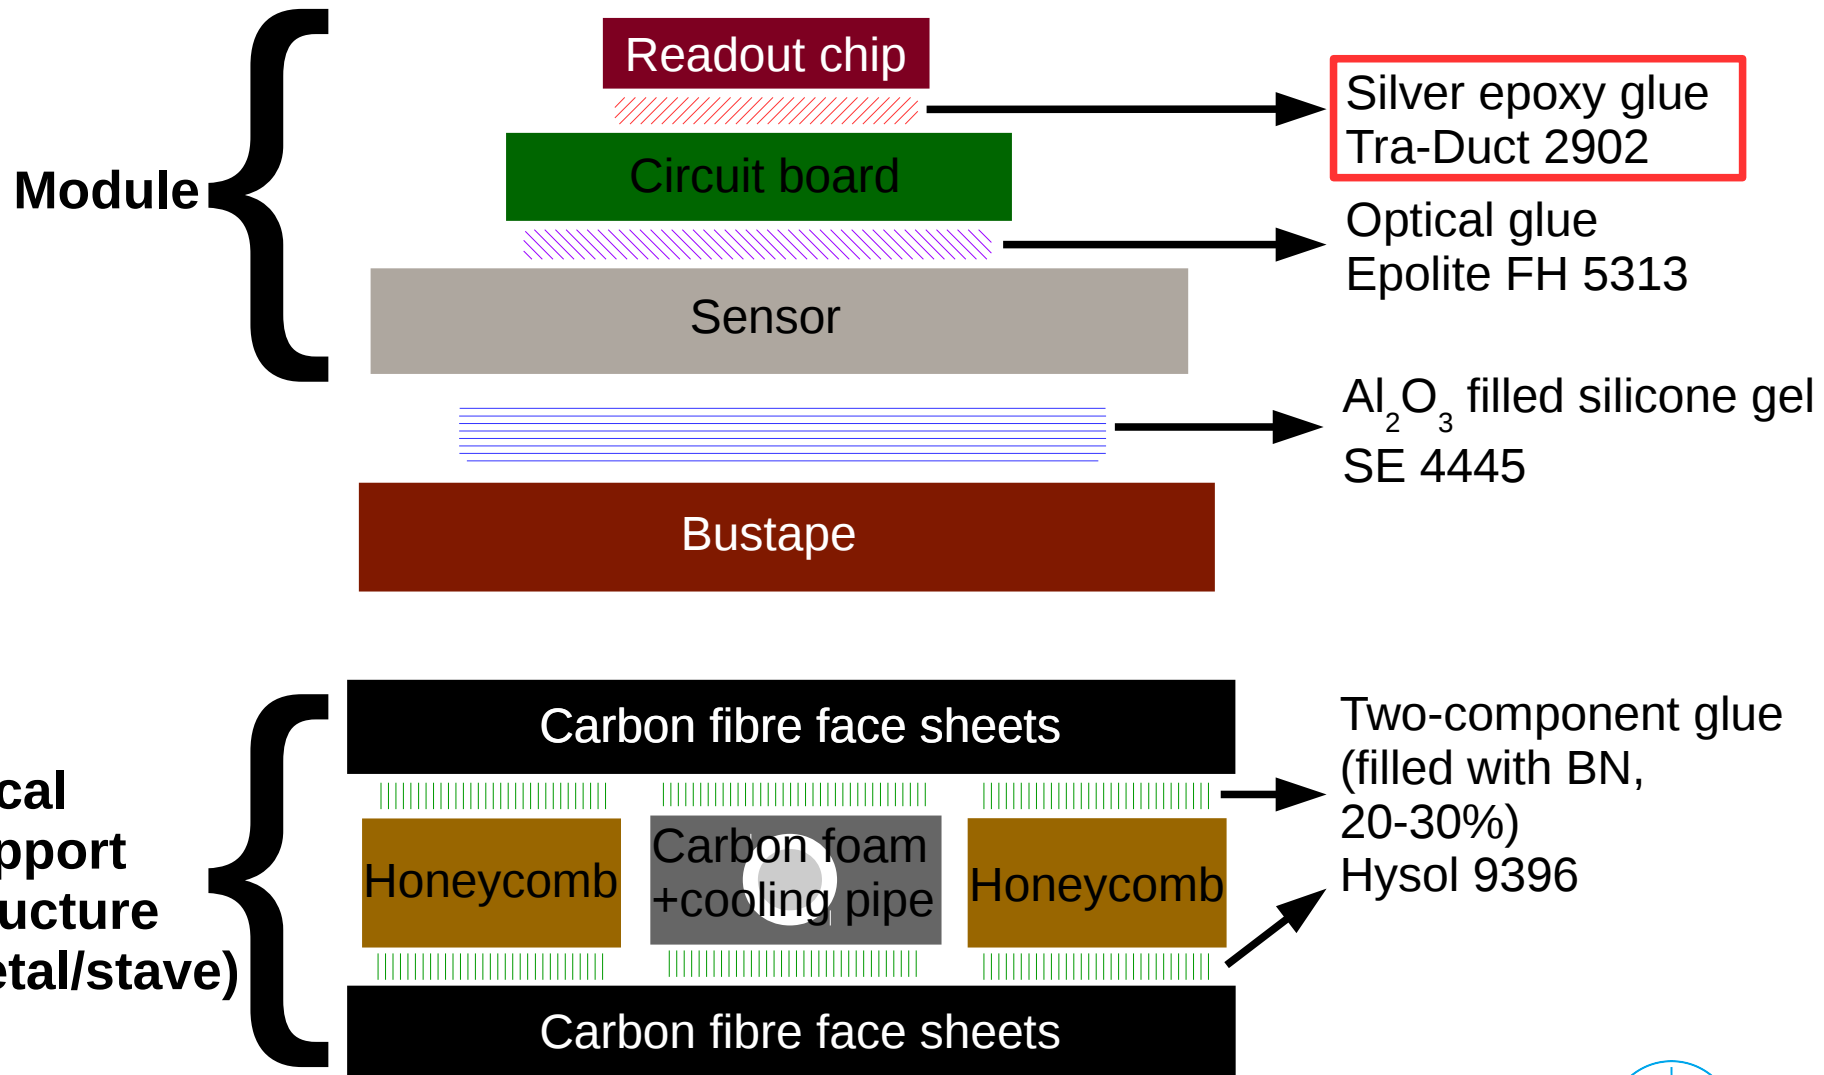 Readout chip
Silver epoxy glue
Tra-Duct 2902
Module
Circuit board
Optical glue
Epolite FH 5313
Sensor
Al2O3 filled silicone gel
SE 4445
Bustape
Carbon fibre face sheets
Two-component glue
(filled with BN,
20-30%)
Hysol 9396
cal
pport
ucture
etal/stave)
Honeycomb
Carbon foam
+cooling pipe
Honeycomb
Carbon fibre face sheets